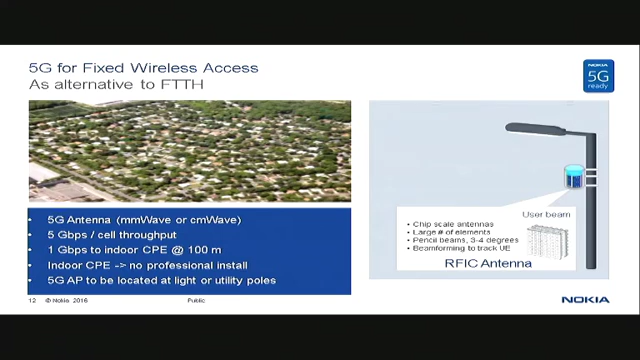 5G for Fixed Wireless Access
As alternative to FTTH
NOKIA
5G
ready
• 5G Antenna (mmWave or cmWave)
• 5 Gbps / cell throughput
• 1 Gbps to indoor CPE @ 100 m
• Indoor CPE -> no professional install
• 5G AP to be located at light or utility poles
User beam
• Chip scale antennas
• Large # of elements
• Pencil beams, 3-4 degrees
• Beamforming to track UE
RFIC Antenna
12 © Nokia, 2016 Public NOKIA